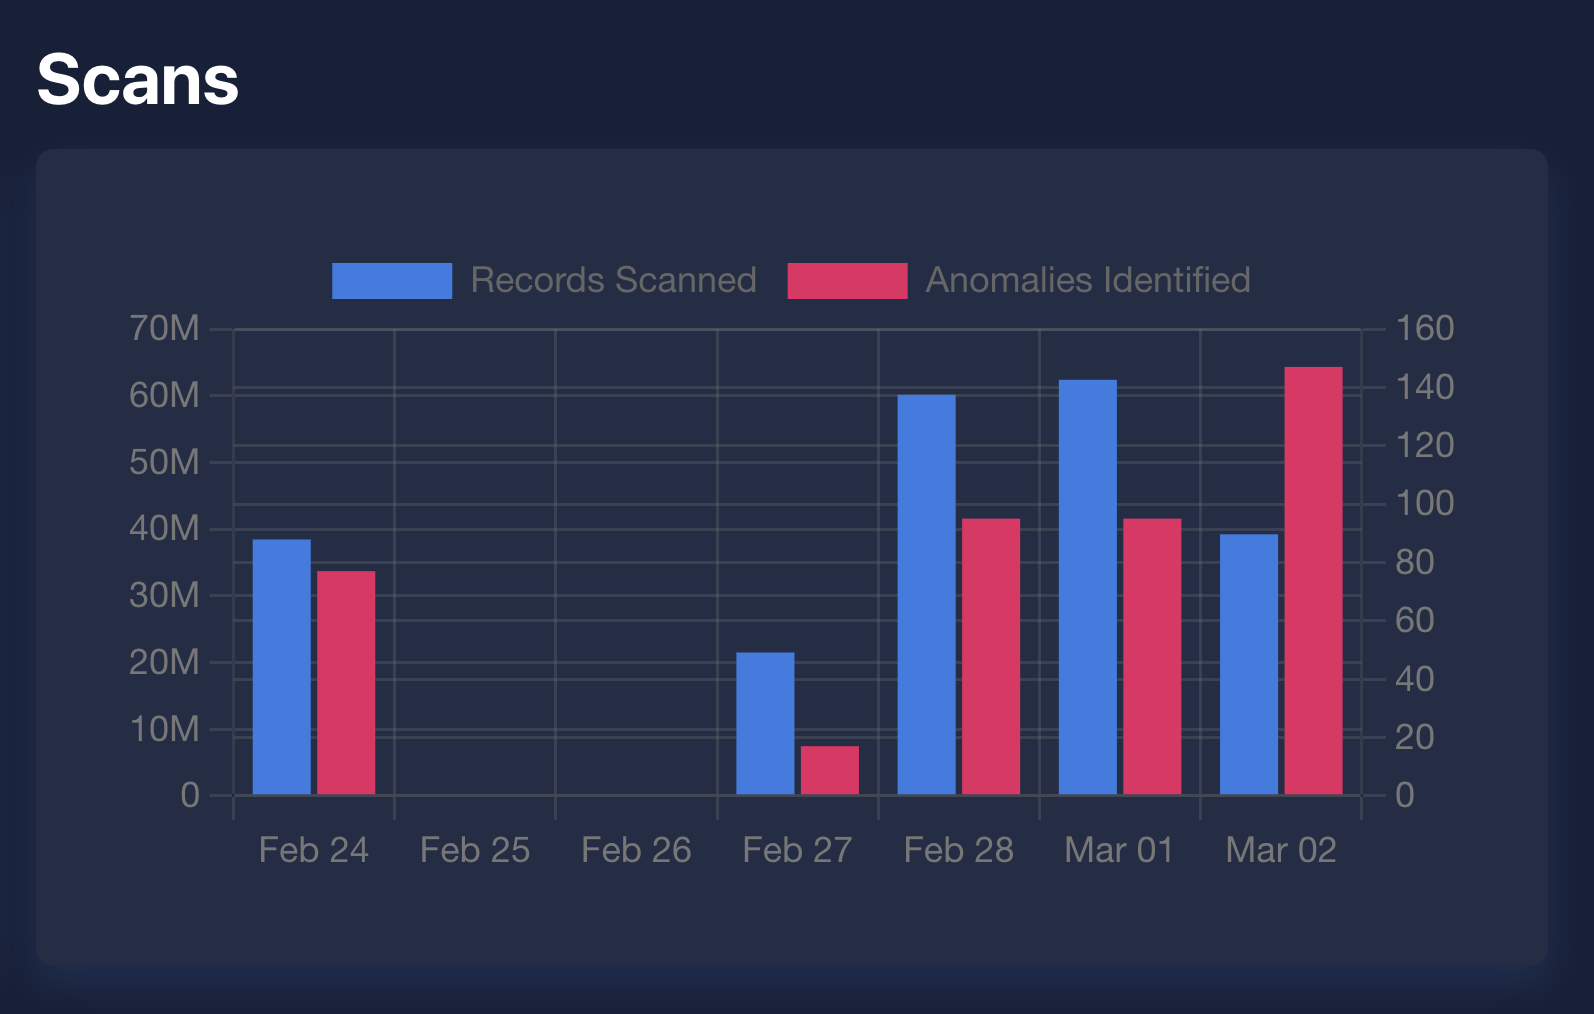 Scans
Records Scanned Anomalies Identified
70M 160
60M 140
50M 120
40M 100
30M 80
20M 60
10M 40
0 20
0
Feb 24 Feb 25 Feb 26 Feb 27 Feb 28 Mar 01 Mar 02